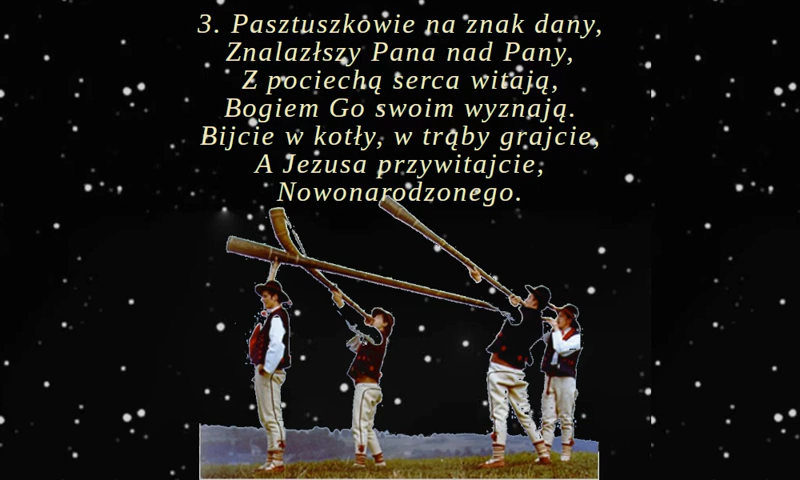 3. Pasztuszkowie na znak dany,
Znalazłszy Pana nad Pany,
Z pociechą serca witają,
Bogiem Go swoim wyznają.
Bijcie w kotły, w trąby grajcie,
A Jezusa przywitajcie,
Nowonarodzonego.